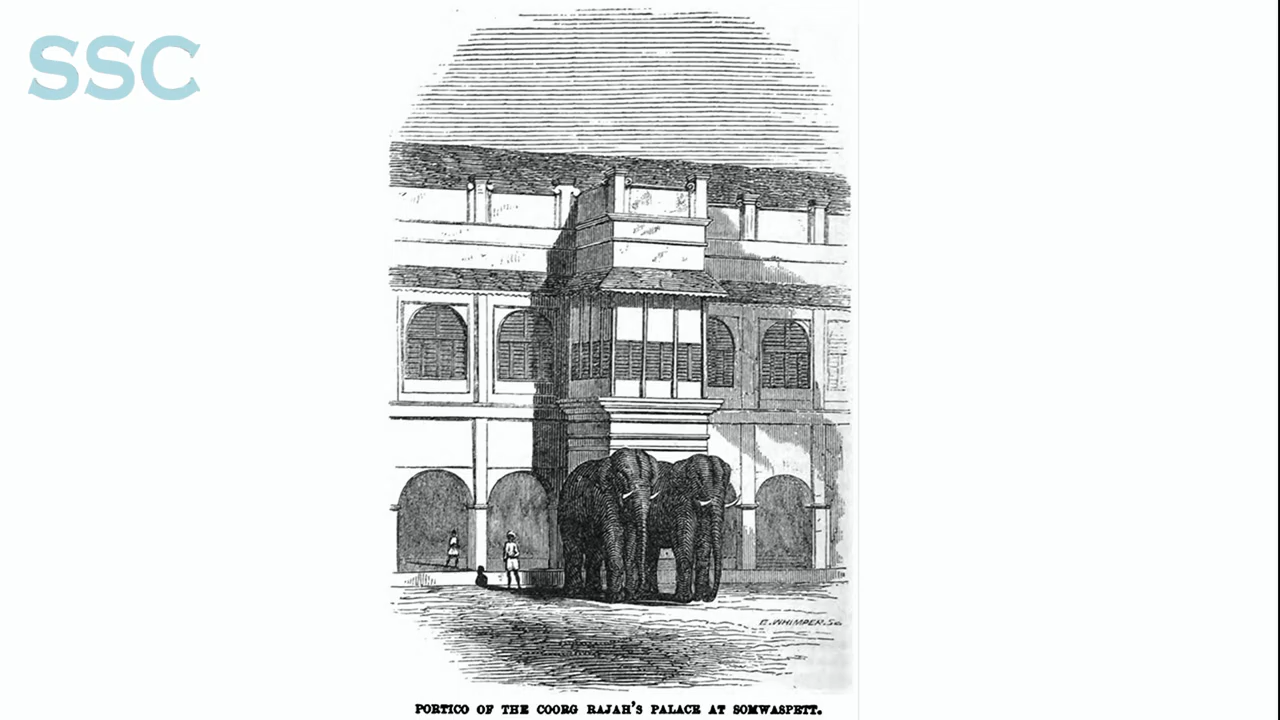 SSC
E. WHIMPER. Sc
PORTICO OF THE COORG RAJAH'S PALACE AT SOMWASPETT.